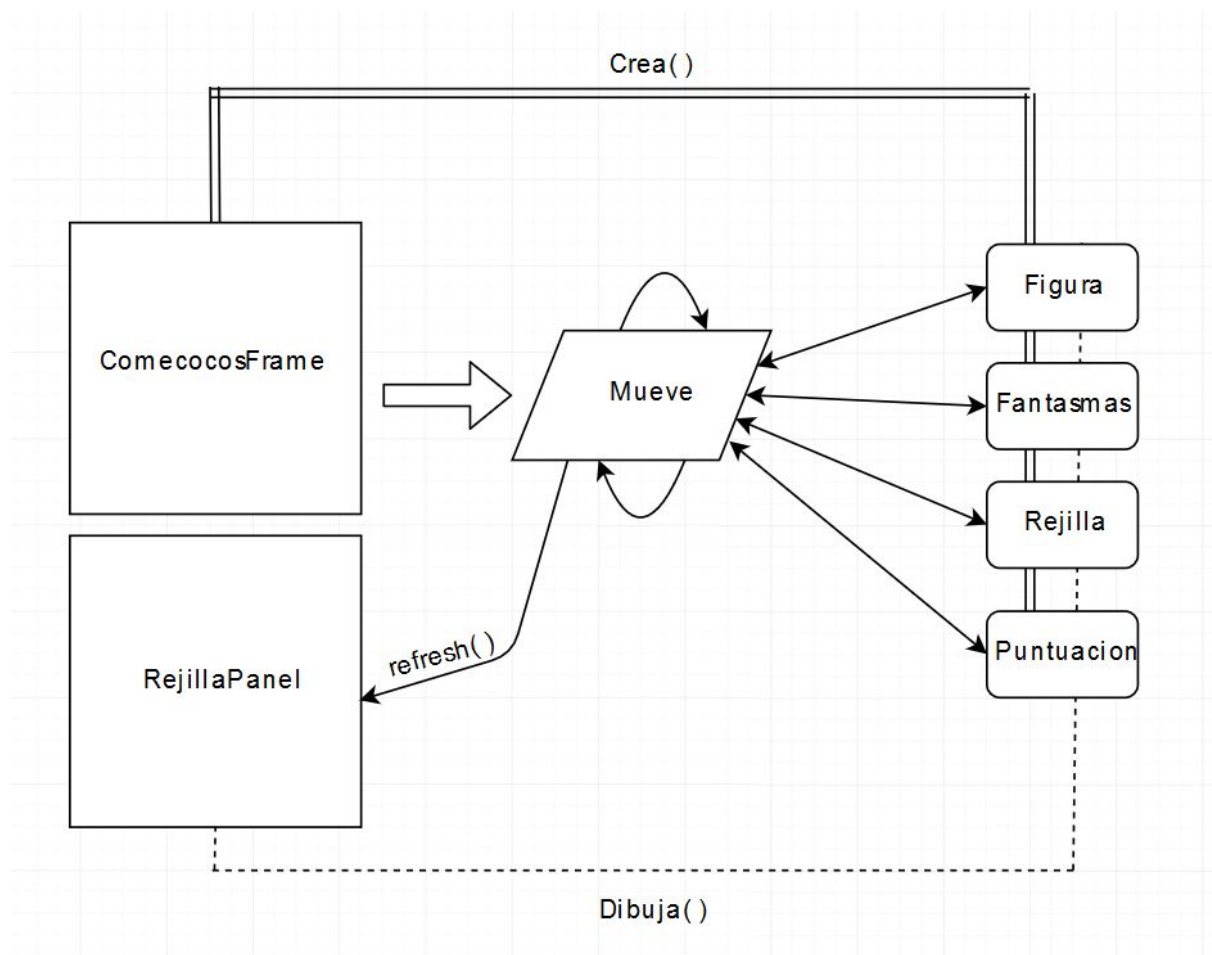 Crea( )
ComecocosFrame
Mueve
Figura
Fantasmas
Rejilla
Puntuacion
RejillaPanel
refresh( )
Dibuja( )